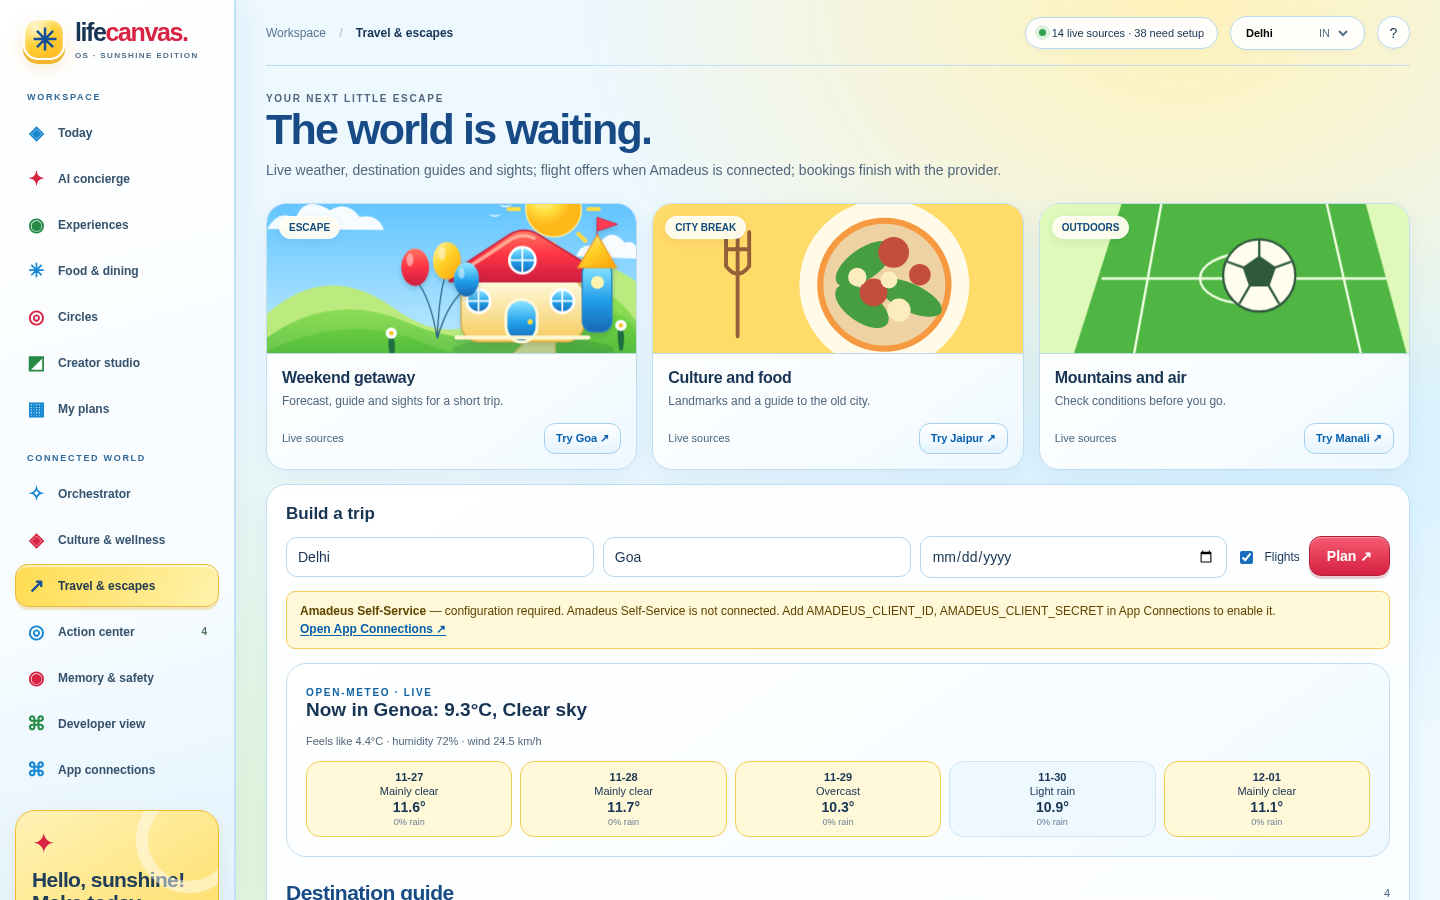 lifecanvas.
OS · SUNSHINE EDITION
WORKSPACE
Today
AI concierge
Experiences
Food & dining
Circles
Creator studio
My plans
CONNECTED WORLD
Orchestrator
Culture & wellness
Travel & escapes
Action center 4
Memory & safety
Developer view
App connections
Hello, sunshine!
Workspace / Travel & escapes
14 live sources · 38 need setup
Delhi IN
?
YOUR NEXT LITTLE ESCAPE
The world is waiting.
Live weather, destination guides and sights; flight offers when Amadeus is connected; bookings finish with the provider.
ESCAPE
Weekend getaway
Forecast, guide and sights for a short trip.
Live sources
Try Goa ↗
CITY BREAK
Culture and food
Landmarks and a guide to the old city.
Live sources
Try Jaipur ↗
OUTDOORS
Mountains and air
Check conditions before you go.
Live sources
Try Manali ↗
Build a trip
Delhi
Goa
mm/dd/yyyy
Flights
Plan ↗
Amadeus Self-Service — configuration required. Amadeus Self-Service is not connected. Add AMADEUS_CLIENT_ID, AMADEUS_CLIENT_SECRET in App Connections to enable it.
Open App Connections ↗
OPEN-METEO · LIVE
Now in Genoa: 9.3°C, Clear sky
Feels like 4.4°C · humidity 72% · wind 24.5 km/h
11-27
Mainly clear
11.6°
0% rain
11-28
Mainly clear
11.7°
0% rain
11-29
Overcast
10.3°
0% rain
11-30
Light rain
10.9°
0% rain
12-01
Mainly clear
11.1°
0% rain
Destination guide
4